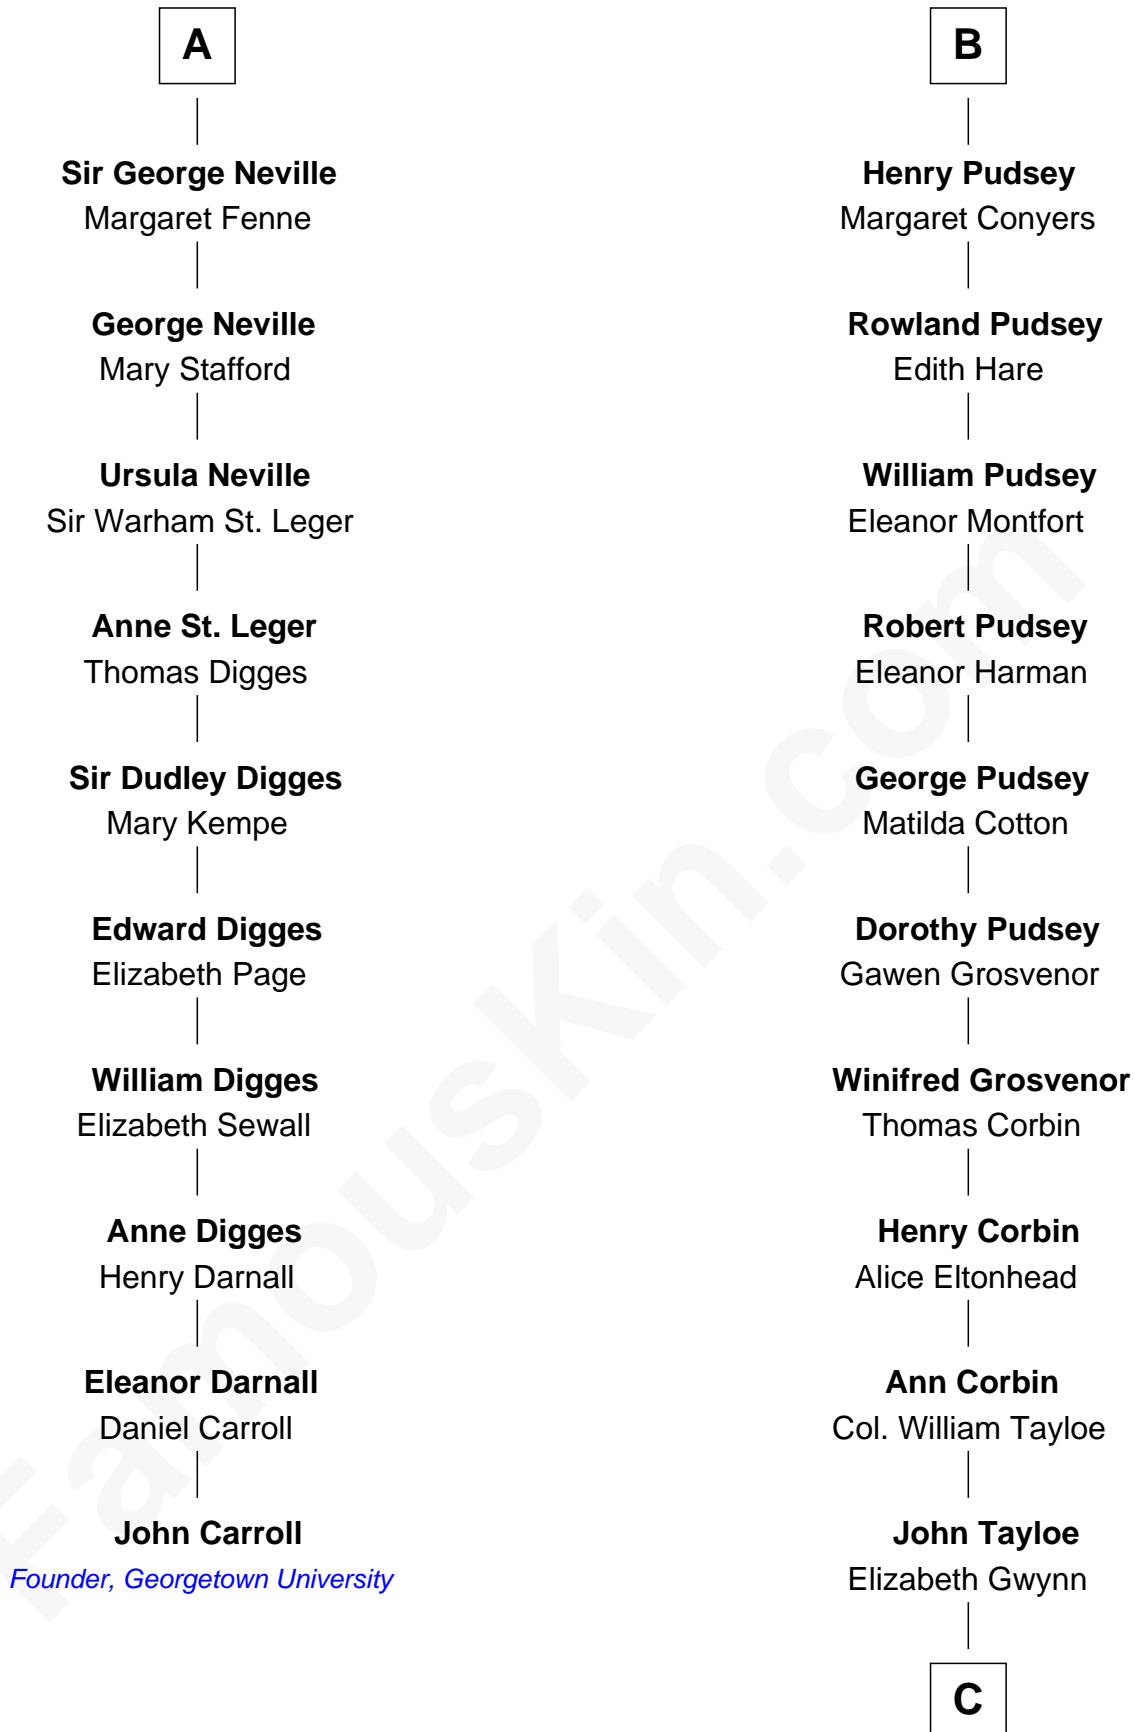 A
Sir George Neville
Margaret Fenne
George Neville
Mary Stafford
Ursula Neville
Sir Warham St. Leger
Anne St. Leger
Thomas Digges
Sir Dudley Digges
Mary Kempe
Edward Digges
Elizabeth Page
William Digges
Elizabeth Sewall
Anne Digges
Henry Darnall
Eleanor Darnall
Daniel Carroll
John Carroll
Founder, Georgetown University
B
Henry Pudsey
Margaret Conyers
Rowland Pudsey
Edith Hare
William Pudsey
Eleanor Montfort
Robert Pudsey
Eleanor Harman
George Pudsey
Matilda Cotton
Dorothy Pudsey
Gawen Grosvenor
Winifred Grosvenor
Thomas Corbin
Henry Corbin
Alice Eltonhead
Ann Corbin
Col. William Tayloe
John Tayloe
Elizabeth Gwynn
C
FamousKin.com